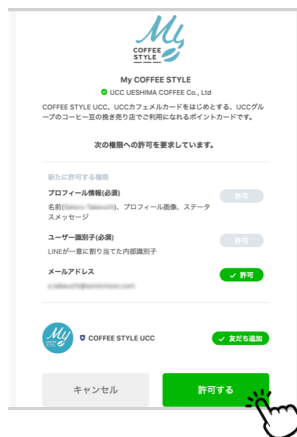 My
COFFEE
STYLE
My COFFEE STYLE
UCC UESHIMA COFFEE Co., Ltd
COFFEE STYLE UCC、UCCカフェメルカードをはじめとする、UCCグル
ープのコーヒー豆の挽き売り店でご利用になれるポイントカードです。
次の権限への許可を要求しています。
新たに許可する権限
プロフィール情報(必須)
許可
名前( )、プロフィール画像、ステータ
スメッセージ
ユーザー識別子(必須)
許可
LINEが一意に割り当てた内部識別子
メールアドレス
許可
My
COFFEE STYLE UCC
友だち追加
キャンセル
許可する